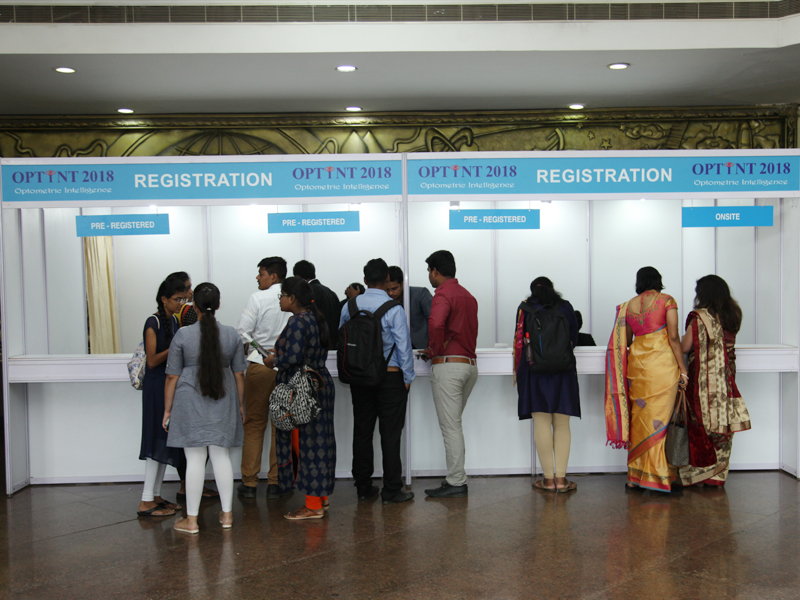 OPTINT 2018
Optometric Intelligence
REGISTRATION
OPTINT 2018
Optometric Intelligence
OPTINT 2018
Optometric Intelligence
REGISTRATION
OPTINT 2018
Optometric Intelligence
PRE - REGISTERED
PRE - REGISTERED
PRE - REGISTERED
ONSITE